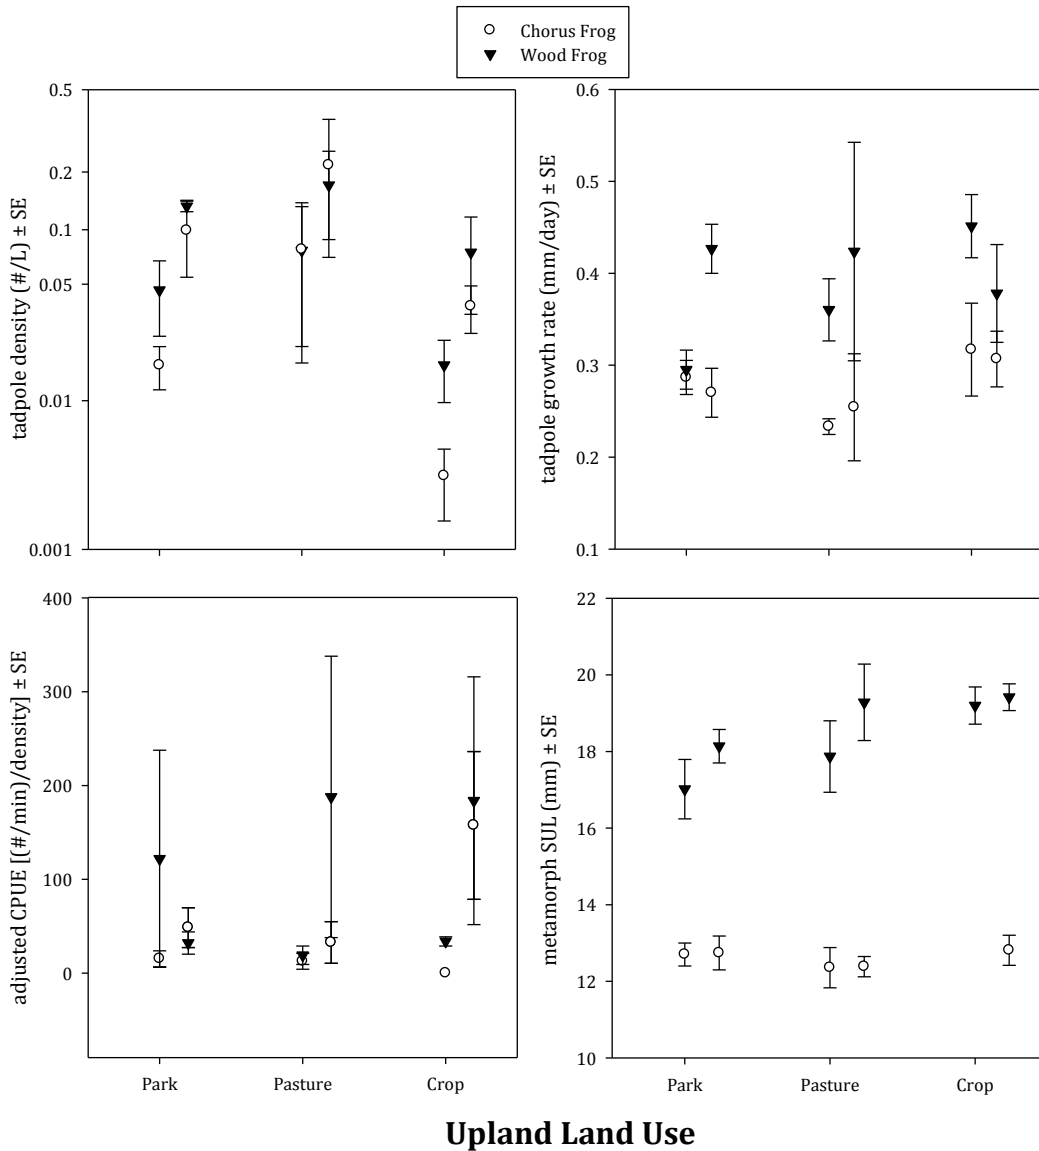 Chorus Frog
Wood Frog
tadpole density (#/L) ± SE
0.5
0.2
0.1
0.05
0.01
0.001
tadpole growth rate (mm/day) ± SE
0.6
0.5
0.4
0.3
0.2
0.1
adjusted CPUE [(#/min)/density] ± SE
400
300
200
100
0
Park
Pasture
Crop
metamorph SUL (mm) ± SE
22
20
18
16
14
12
10
Park
Pasture
Crop
Upland Land Use